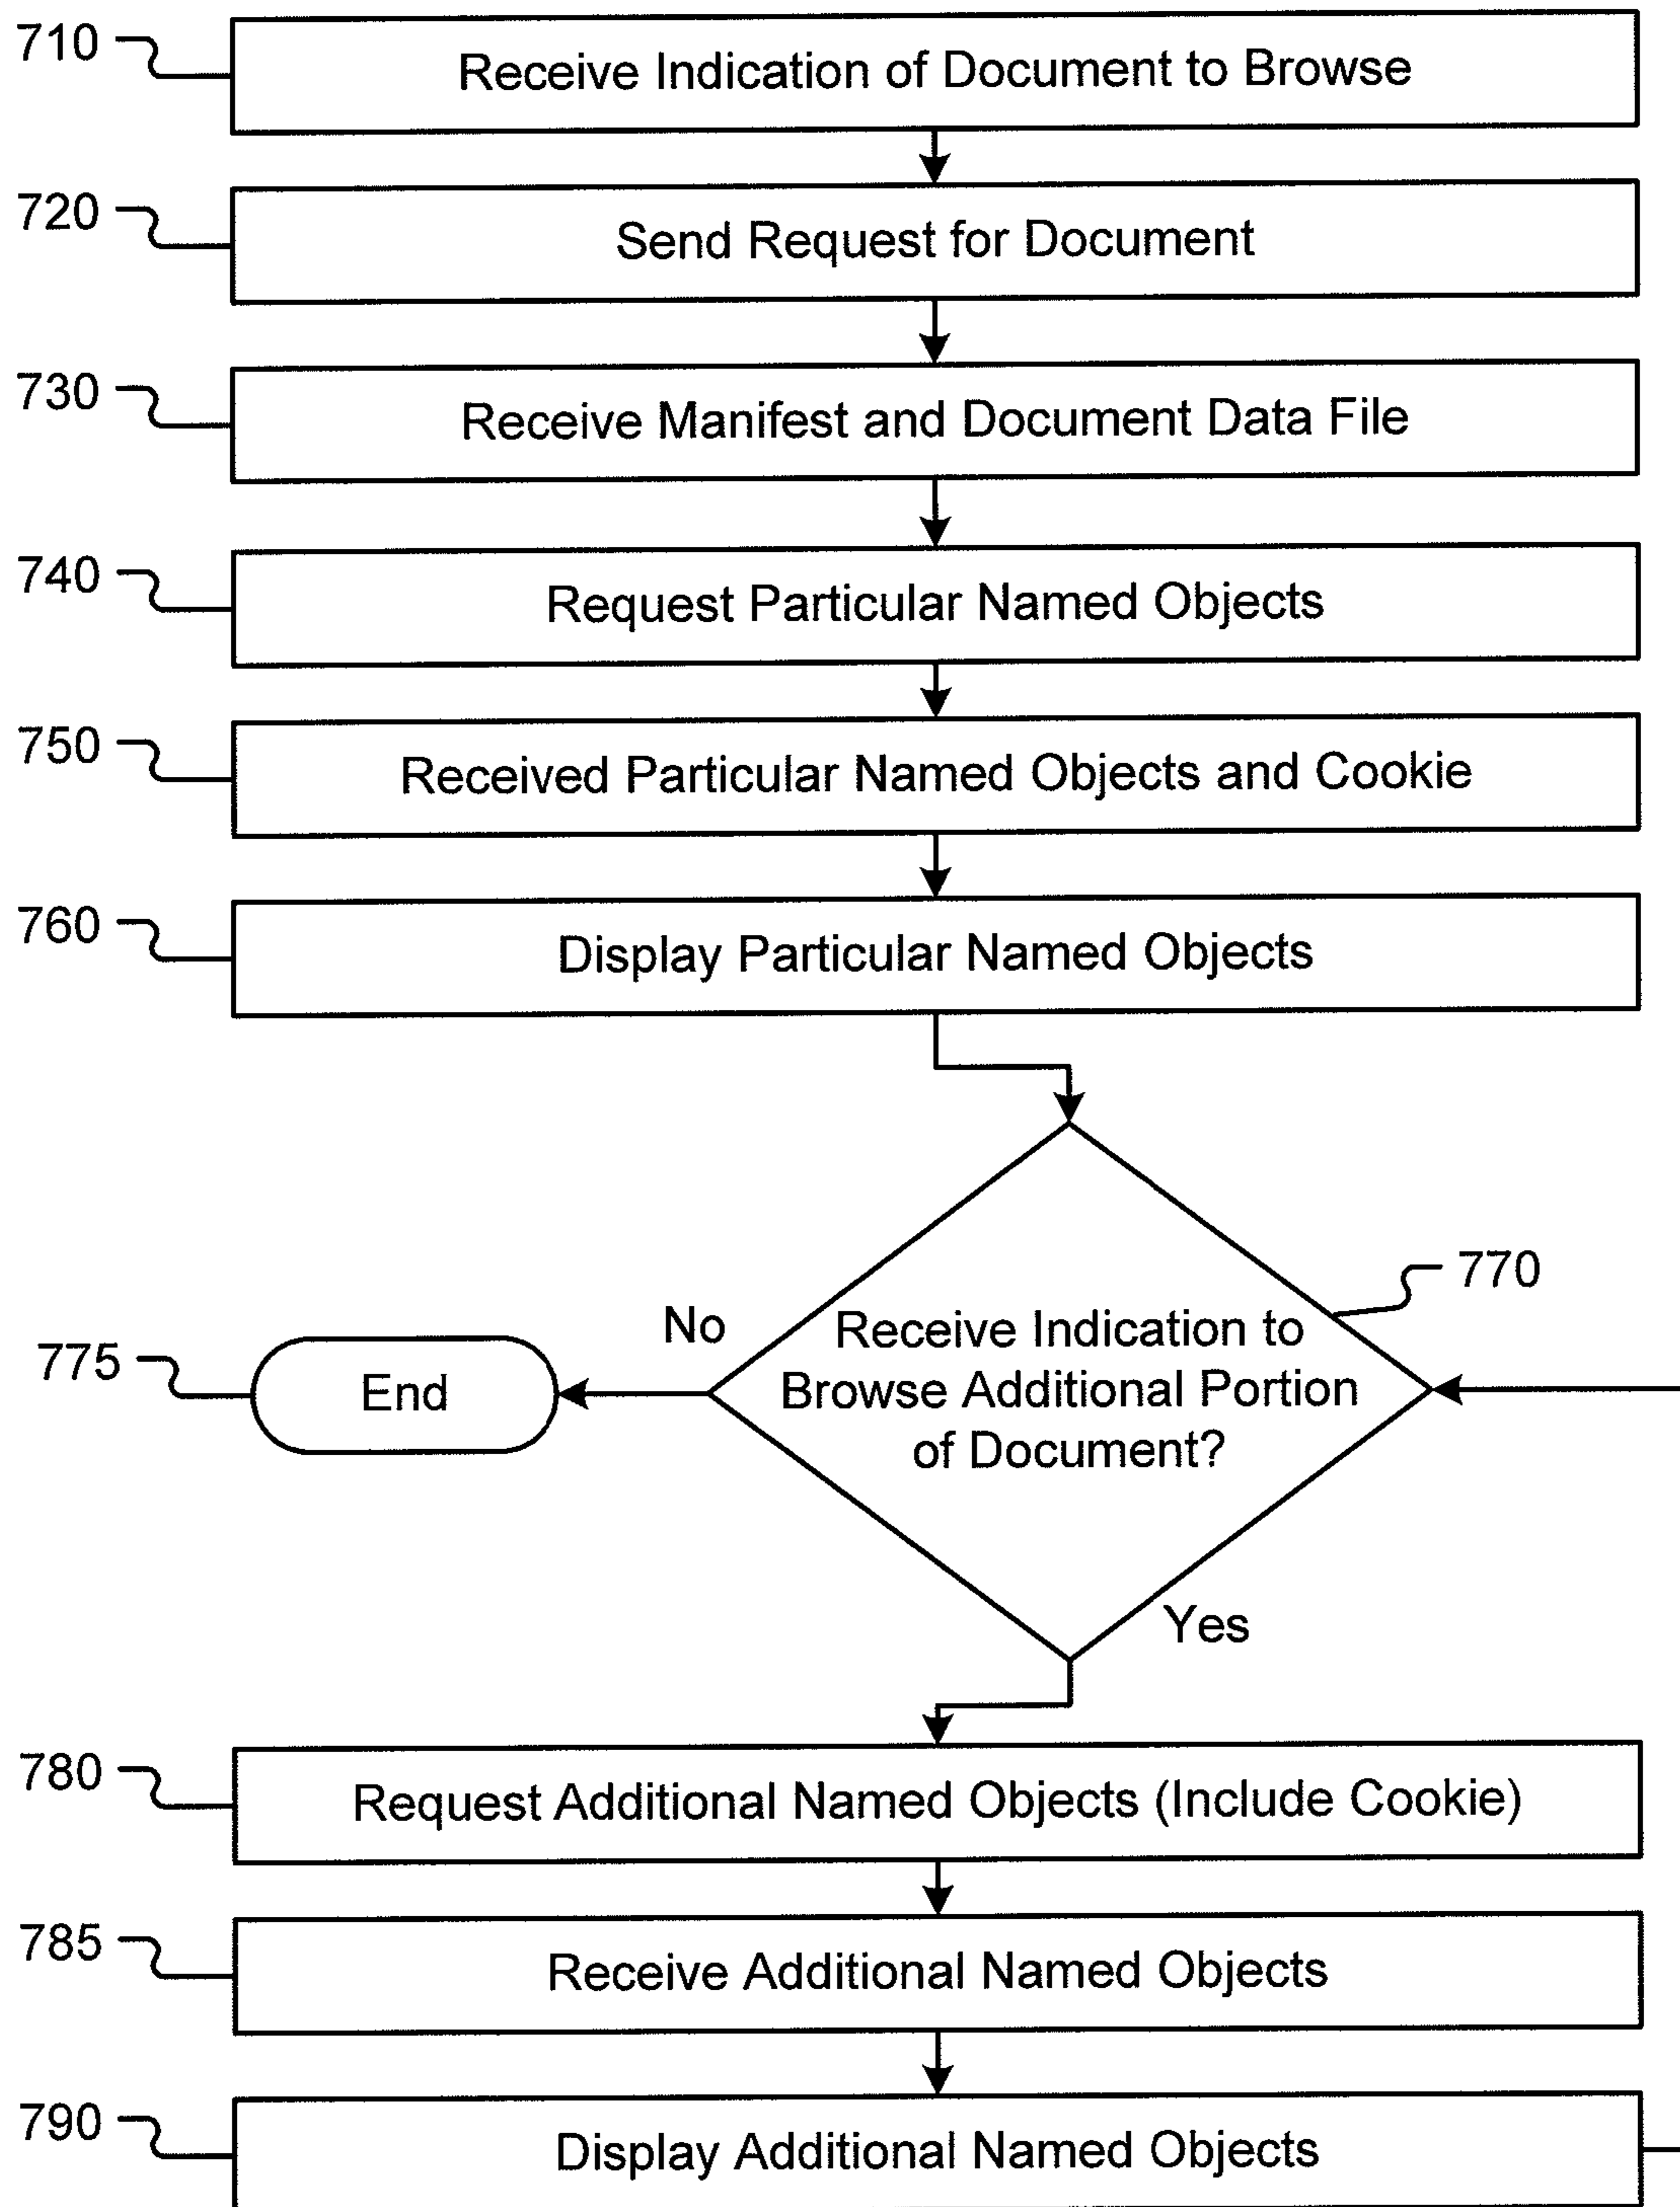 710
Receive Indication of Document to Browse
720
Send Request for Document
730
Receive Manifest and Document Data File
740
Request Particular Named Objects
750
Received Particular Named Objects and Cookie
760
Display Particular Named Objects
770
No
Receive Indication to
Browse Additional Portion
of Document?
775
End
Yes
780
Request Additional Named Objects (Include Cookie)
785
Receive Additional Named Objects
790
Display Additional Named Objects